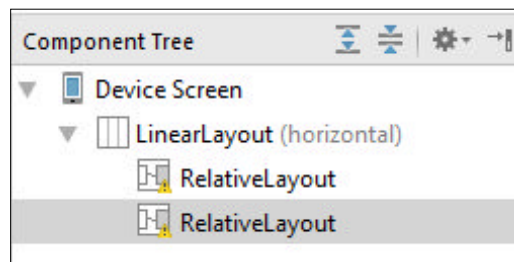 Component Tree
Device Screen
LinearLayout (horizontal)
RelativeLayout
RelativeLayout